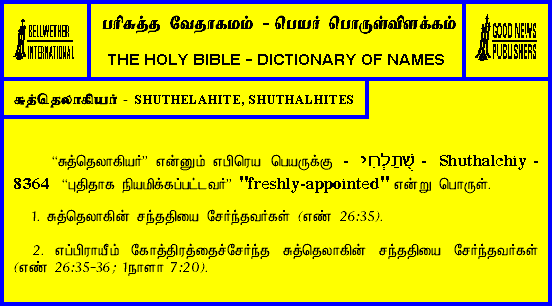 BELLWETHER
INTERNATIONAL
பரிசுத்த வேதாகமம் - பெயர் பொருள்விளக்கம்
THE HOLY BIBLE - DICTIONARY OF NAMES
GOOD NEWS
PUBLISHERS
சுத்தெலாகியர் - SHUTHELAHITE, SHUTHALHITES
“சுத்தெலாகியர்” என்னும் எபிரெய பெயருக்கு - שֻׁתַלְחִי - Shuthalchiy -
8364 “புதிதாக நியமிக்கப்பட்டவர்” "freshly-appointed" என்று பொருள்.
1. சுத்தெலாகின் சந்ததியை சேர்ந்தவர்கள் (எண் 26:35).
2. எப்பிராயீம் கோத்திரத்தைச்சேர்ந்த சுத்தெலாகின் சந்ததியை சேர்ந்தவர்கள்
(எண் 26:35-36; 1நாளா 7:20).